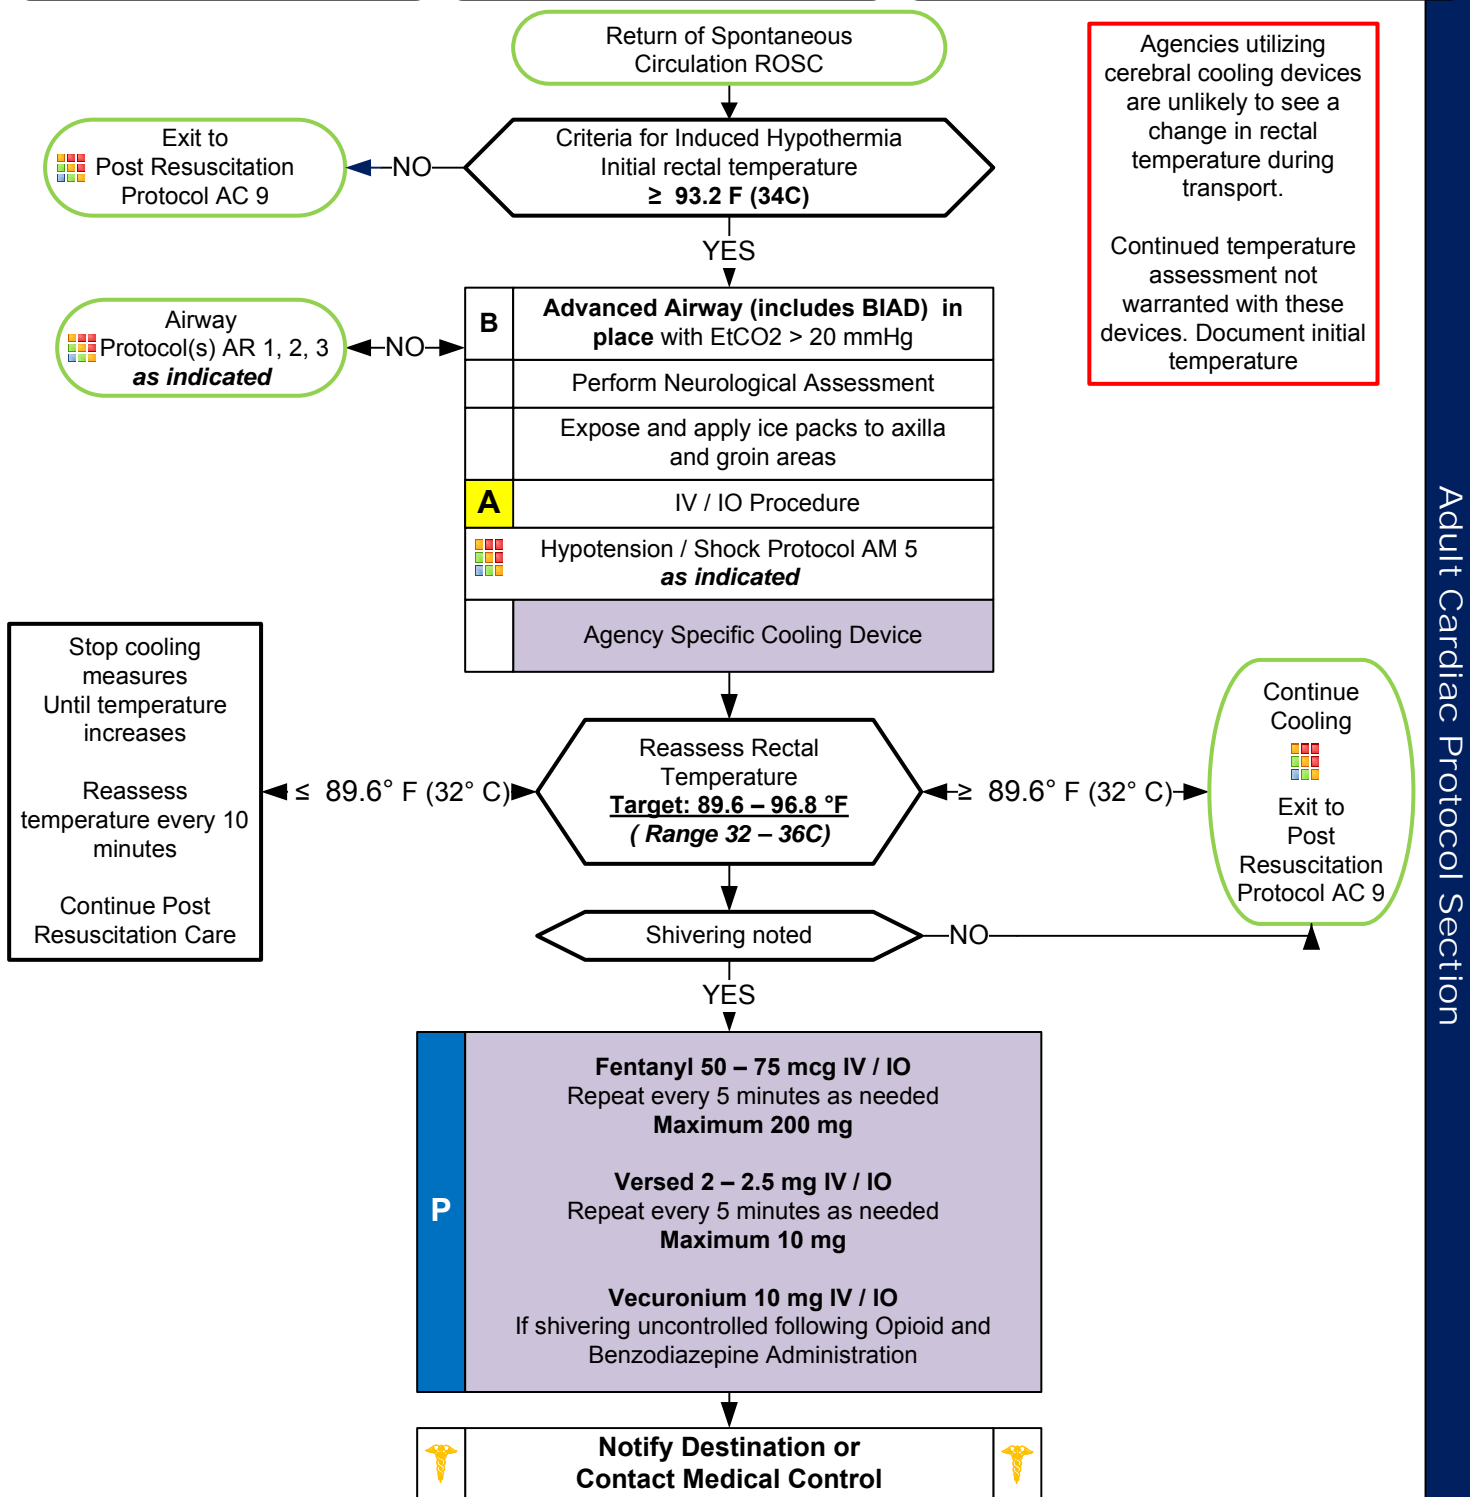 Return of Spontaneous
Circulation ROSC
Agencies utilizing
cerebral cooling devices
are unlikely to see a
change in rectal
temperature during
transport.
Continued temperature
assessment not
warranted with these
devices. Document initial
temperature
Exit to
Post Resuscitation
Protocol AC 9
NO
Criteria for Induced Hypothermia
Initial rectal temperature
≥ 93.2 F (34C)
YES
Airway
Protocol(s) AR 1, 2, 3
as indicated
NO
B
Advanced Airway (includes BIAD) in
place with EtCO2 > 20 mmHg
Perform Neurological Assessment
Expose and apply ice packs to axilla
and groin areas
A
IV / IO Procedure
Hypotension / Shock Protocol AM 5
as indicated
Agency Specific Cooling Device
Stop cooling
measures
Until temperature
increases
Reassess
temperature every 10
minutes
Continue Post
Resuscitation Care
≤ 89.6° F (32° C)
Reassess Rectal
Temperature
Target: 89.6 – 96.8 °F
( Range 32 – 36C)
≥ 89.6° F (32° C)
Continue
Cooling
Exit to
Post
Resuscitation
Protocol AC 9
Shivering noted
NO
YES
P
Fentanyl 50 – 75 mcg IV / IO
Repeat every 5 minutes as needed
Maximum 200 mg
Versed 2 – 2.5 mg IV / IO
Repeat every 5 minutes as needed
Maximum 10 mg
Vecuronium 10 mg IV / IO
If shivering uncontrolled following Opioid and
Benzodiazepine Administration
Notify Destination or
Contact Medical Control
Adult Cardiac Protocol Section